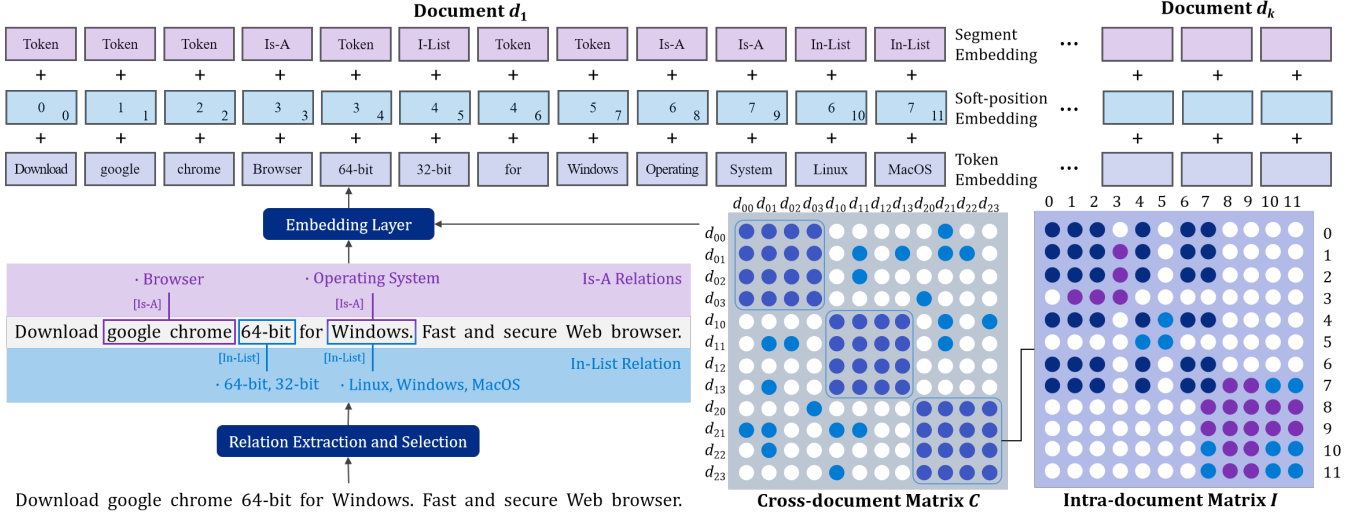 Document d1
Document dk
Token Token Token Is-A Token I-List Token Token Is-A Is-A In-List In-List
Segment Embedding
...
+ + + + + + + + + + + + + + +
0 0 1 1 2 2 3 3 3 4 4 5 4 6 5 7 6 8 7 9 6 10 7 11
Soft-position Embedding
...
+ + + + + + + + + + + + + + +
Download google chrome Browser 64-bit 32-bit for Windows Operating System Linux MacOS
Token Embedding
...
Embedding Layer
· Browser
· Operating System
Is-A Relations
[Is-A]
[Is-A]
Download google chrome 64-bit for Windows. Fast and secure Web browser.
[In-List]
[In-List]
In-List Relation
· 64-bit, 32-bit
· Linux, Windows, MacOS
Relation Extraction and Selection
Download google chrome 64-bit for Windows. Fast and secure Web browser.
d00 d01 d02 d03 d10 d11 d12 d13 d20 d21 d22 d23
d00
d01
d02
d03
d10
d11
d12
d13
d20
d21
d22
d23
Cross-document Matrix C
0 1 2 3 4 5 6 7 8 9 10 11
0
1
2
3
4
5
6
7
8
9
10
11
Intra-document Matrix I